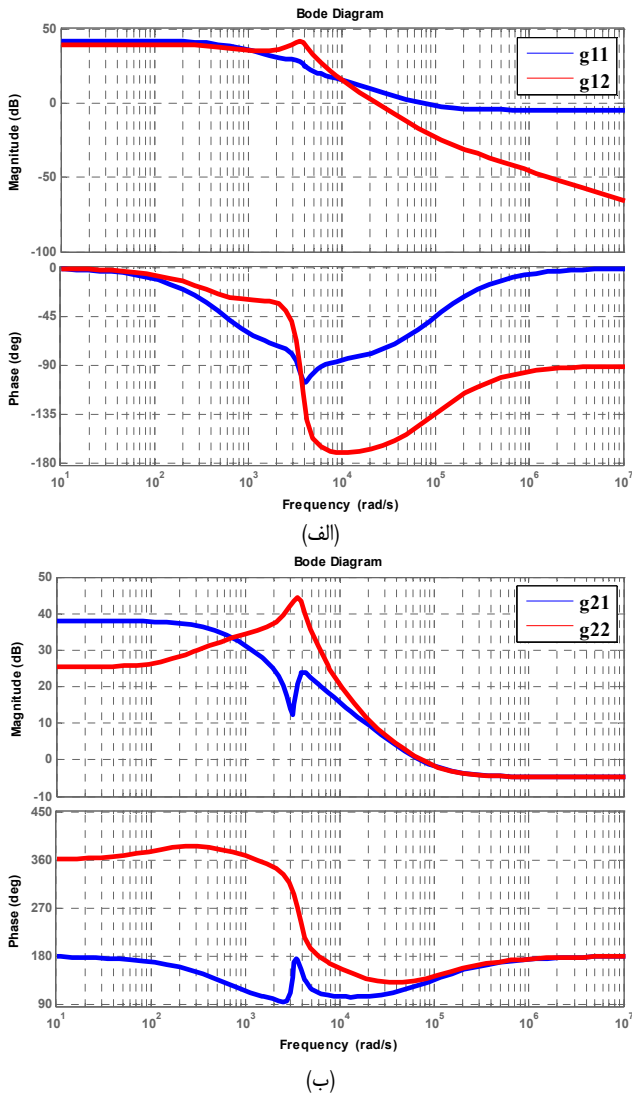 Bode Diagram
g11
g12
Magnitude (dB)
50
0
-50
-100
Phase (deg)
0
-45
-90
-135
-180
10^1 10^2 10^3 10^4 10^5 10^6 10^7
Frequency (rad/s)
(الف)
Bode Diagram
g21
g22
Magnitude (dB)
50
40
30
20
10
0
-10
Phase (deg)
450
360
270
180
90
10^1 10^2 10^3 10^4 10^5 10^6 10^7
Frequency (rad/s)
(ب)